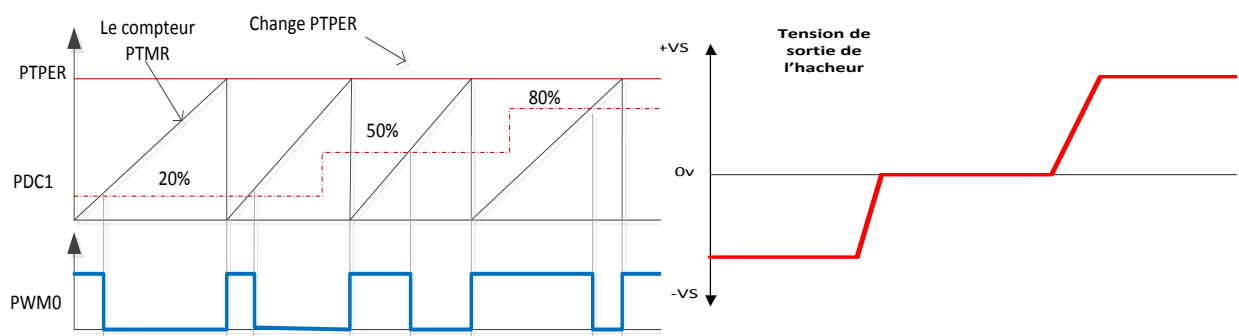 Le compteur
PTMR
Change PTPER
PTPER
80%
50%
20%
PDC1
PWM0
Tension de
sortie de
l'hacheur
+VS
0v
-VS